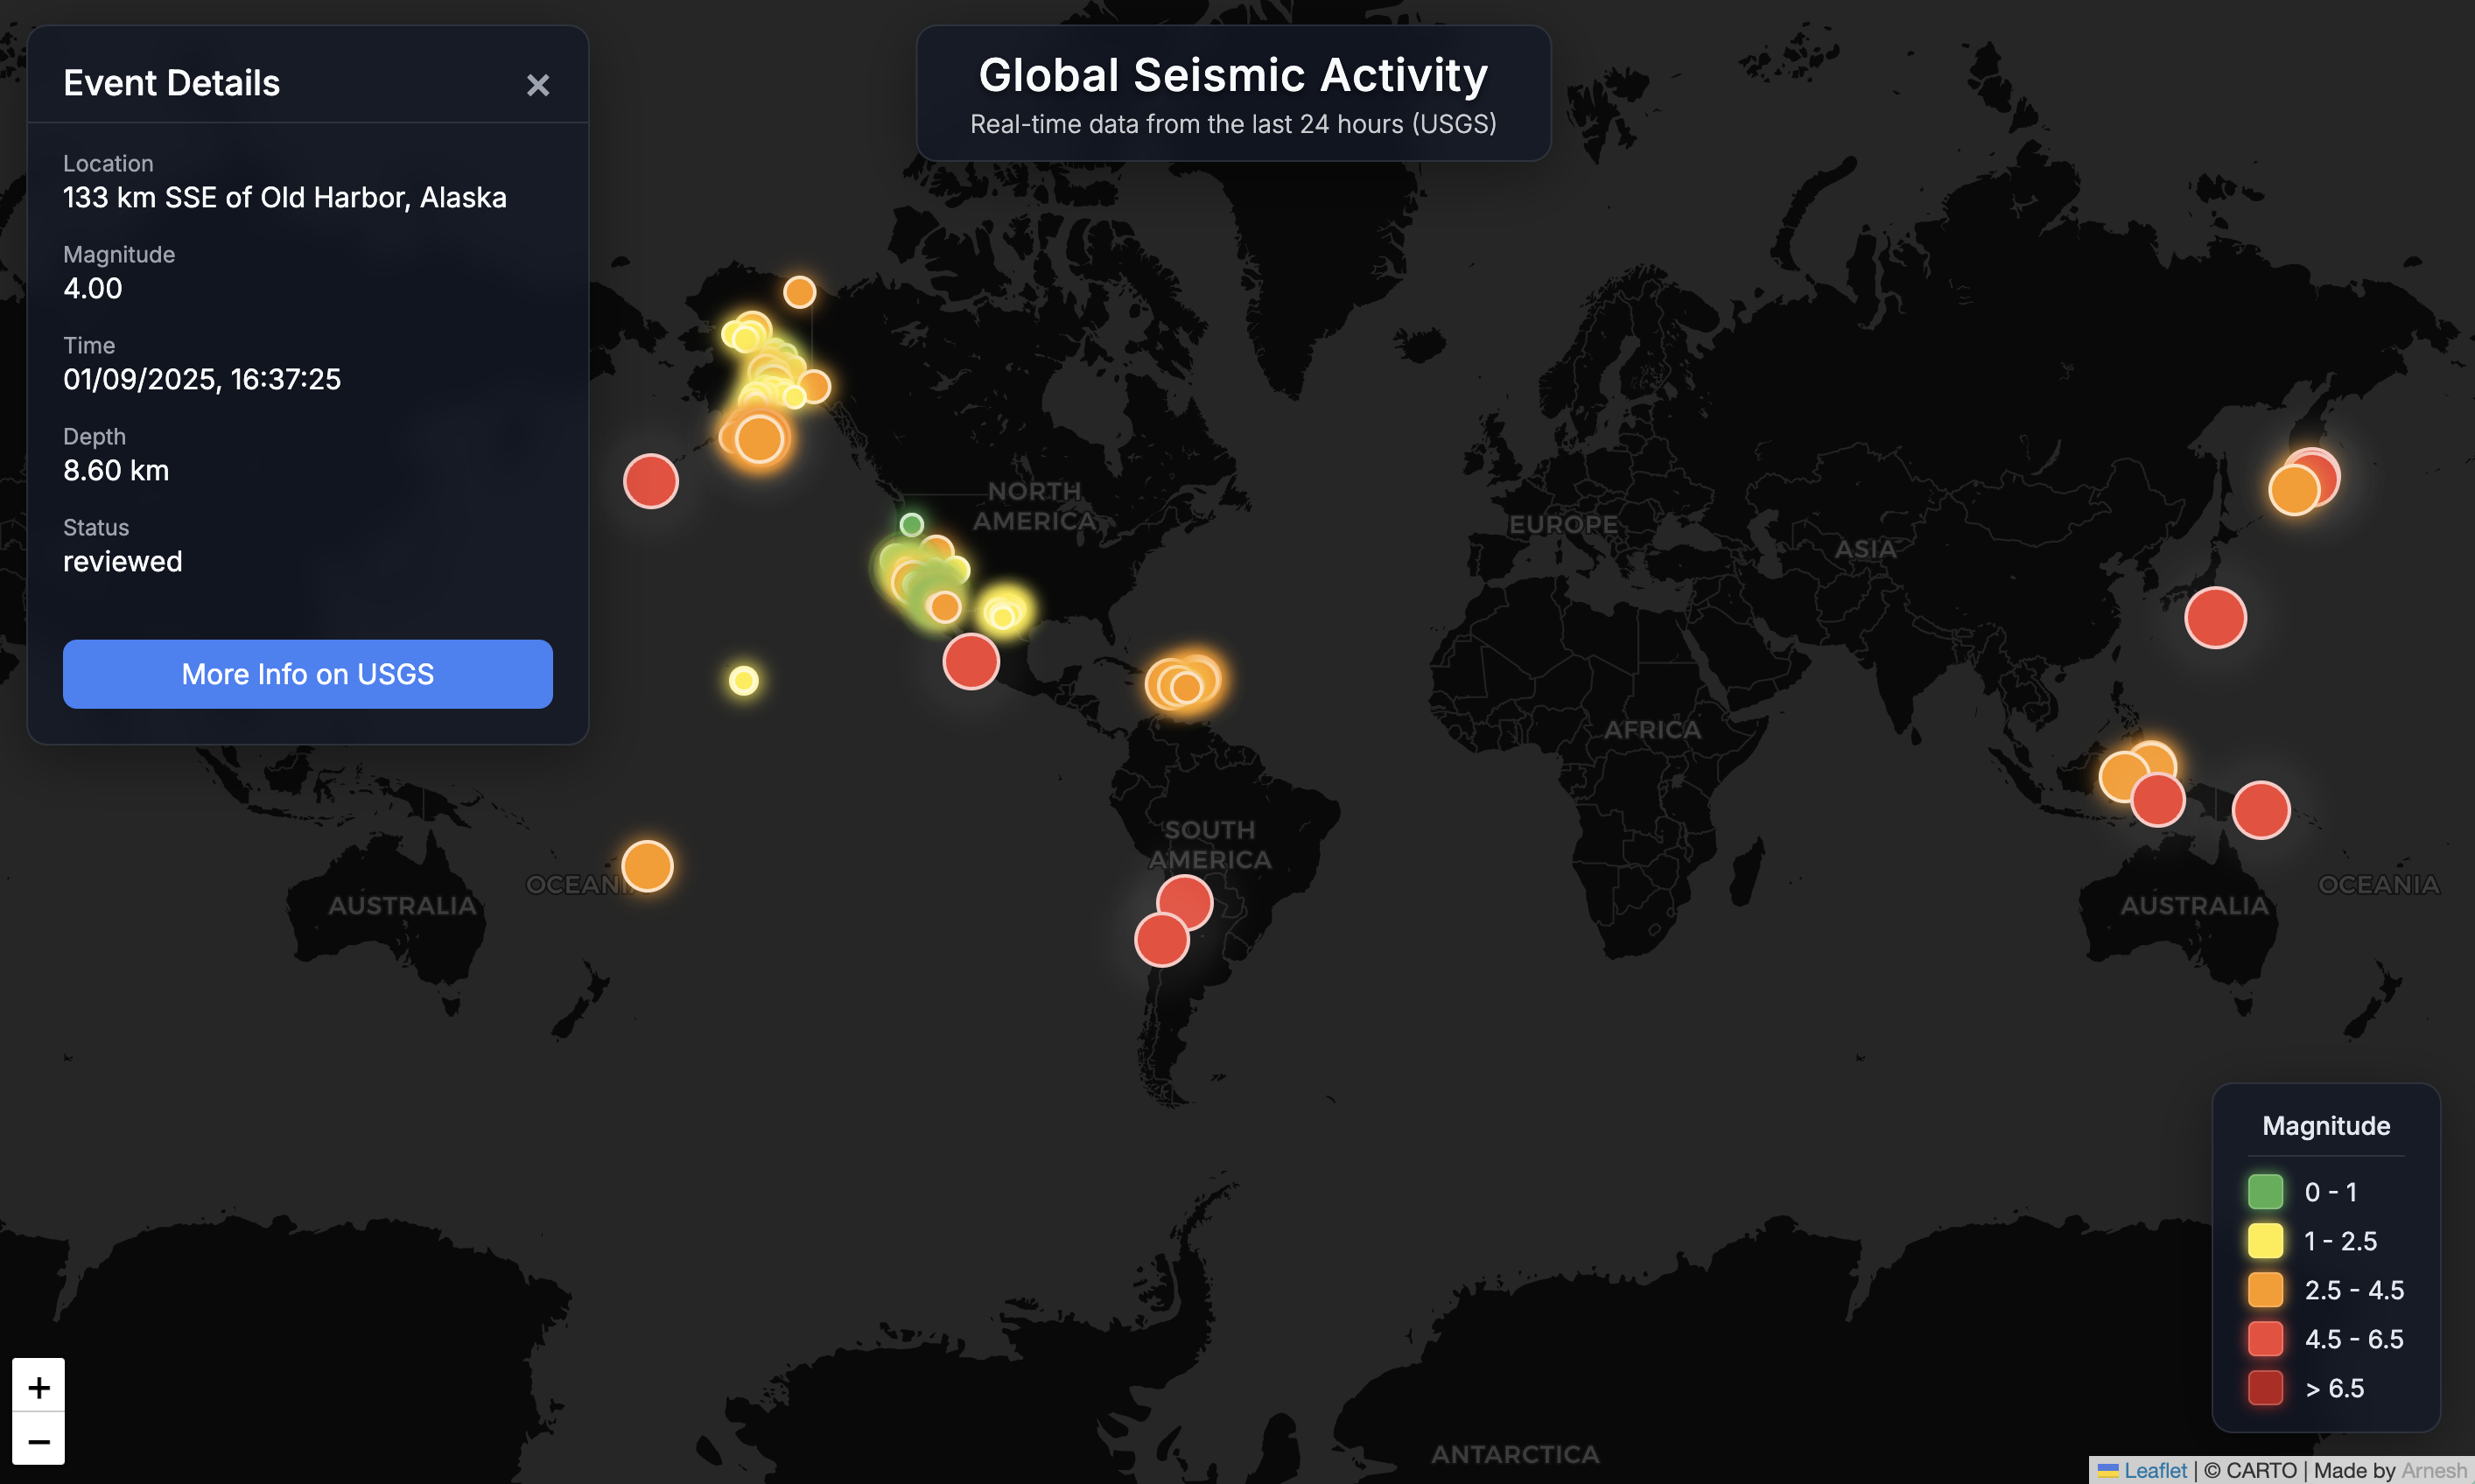 Event Details
×
Location
133 km SSE of Old Harbor, Alaska
Magnitude
4.00
Time
01/09/2025, 16:37:25
Depth
8.60 km
Status
reviewed
More Info on USGS
Global Seismic Activity
Real-time data from the last 24 hours (USGS)
NORTH
AMERICA
EUROPE
ASIA
AFRICA
SOUTH
AMERICA
OCEANI
AUSTRALIA
AUSTRALIA
OCEANIA
ANTARCTICA
Magnitude
0 - 1
1 - 2.5
2.5 - 4.5
4.5 - 6.5
> 6.5
+
−
Leaflet | © CARTO | Made by Arnesh